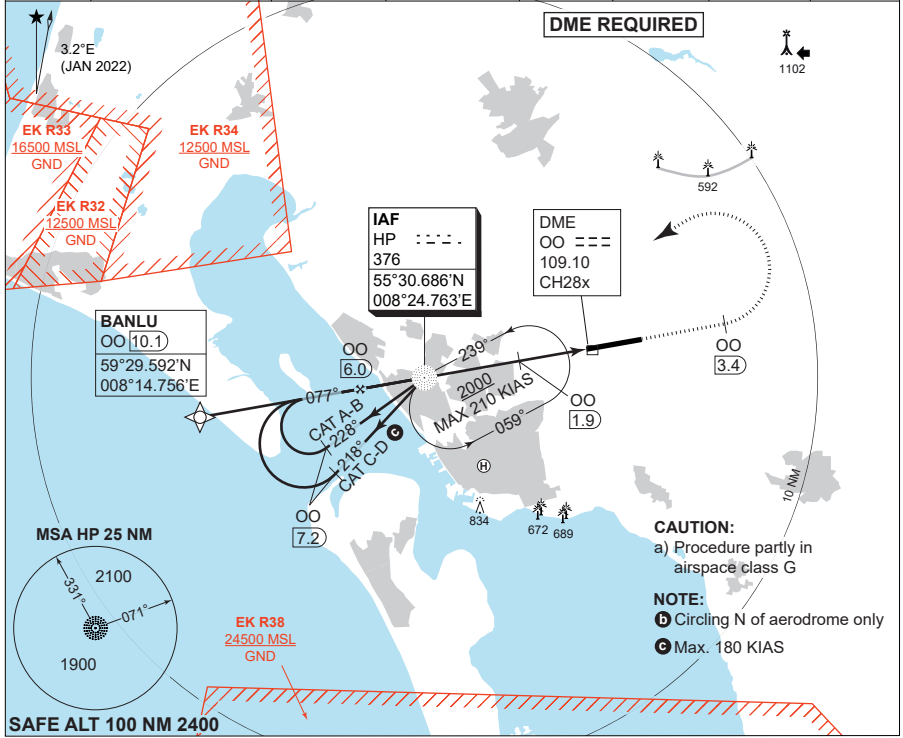 DME REQUIRED
3.2°E
(JAN 2022)
1102
EK R33
16500 MSL
GND
EK R34
12500 MSL
GND
592
EK R32
12500 MSL
GND
IAF
HP
376
55°30.686'N
008°24.763'E
DME
OO
109.10
CH28x
BANLU
OO 10.1
59°29.592'N
008°14.756'E
OO
6.0
239°
2000
MAX 210 KIAS
059°
OO
3.4
OO
1.9
077°
CAT A-B
228°
218°
CAT C-D
c
H
OO
7.2
834
672
689
10 NM
MSA HP 25 NM
2100
331°
071°
1900
SAFE ALT 100 NM 2400
EK R38
24500 MSL
GND
CAUTION:
a) Procedure partly in
airspace class G
NOTE:
b Circling N of aerodrome only
c Max. 180 KIAS